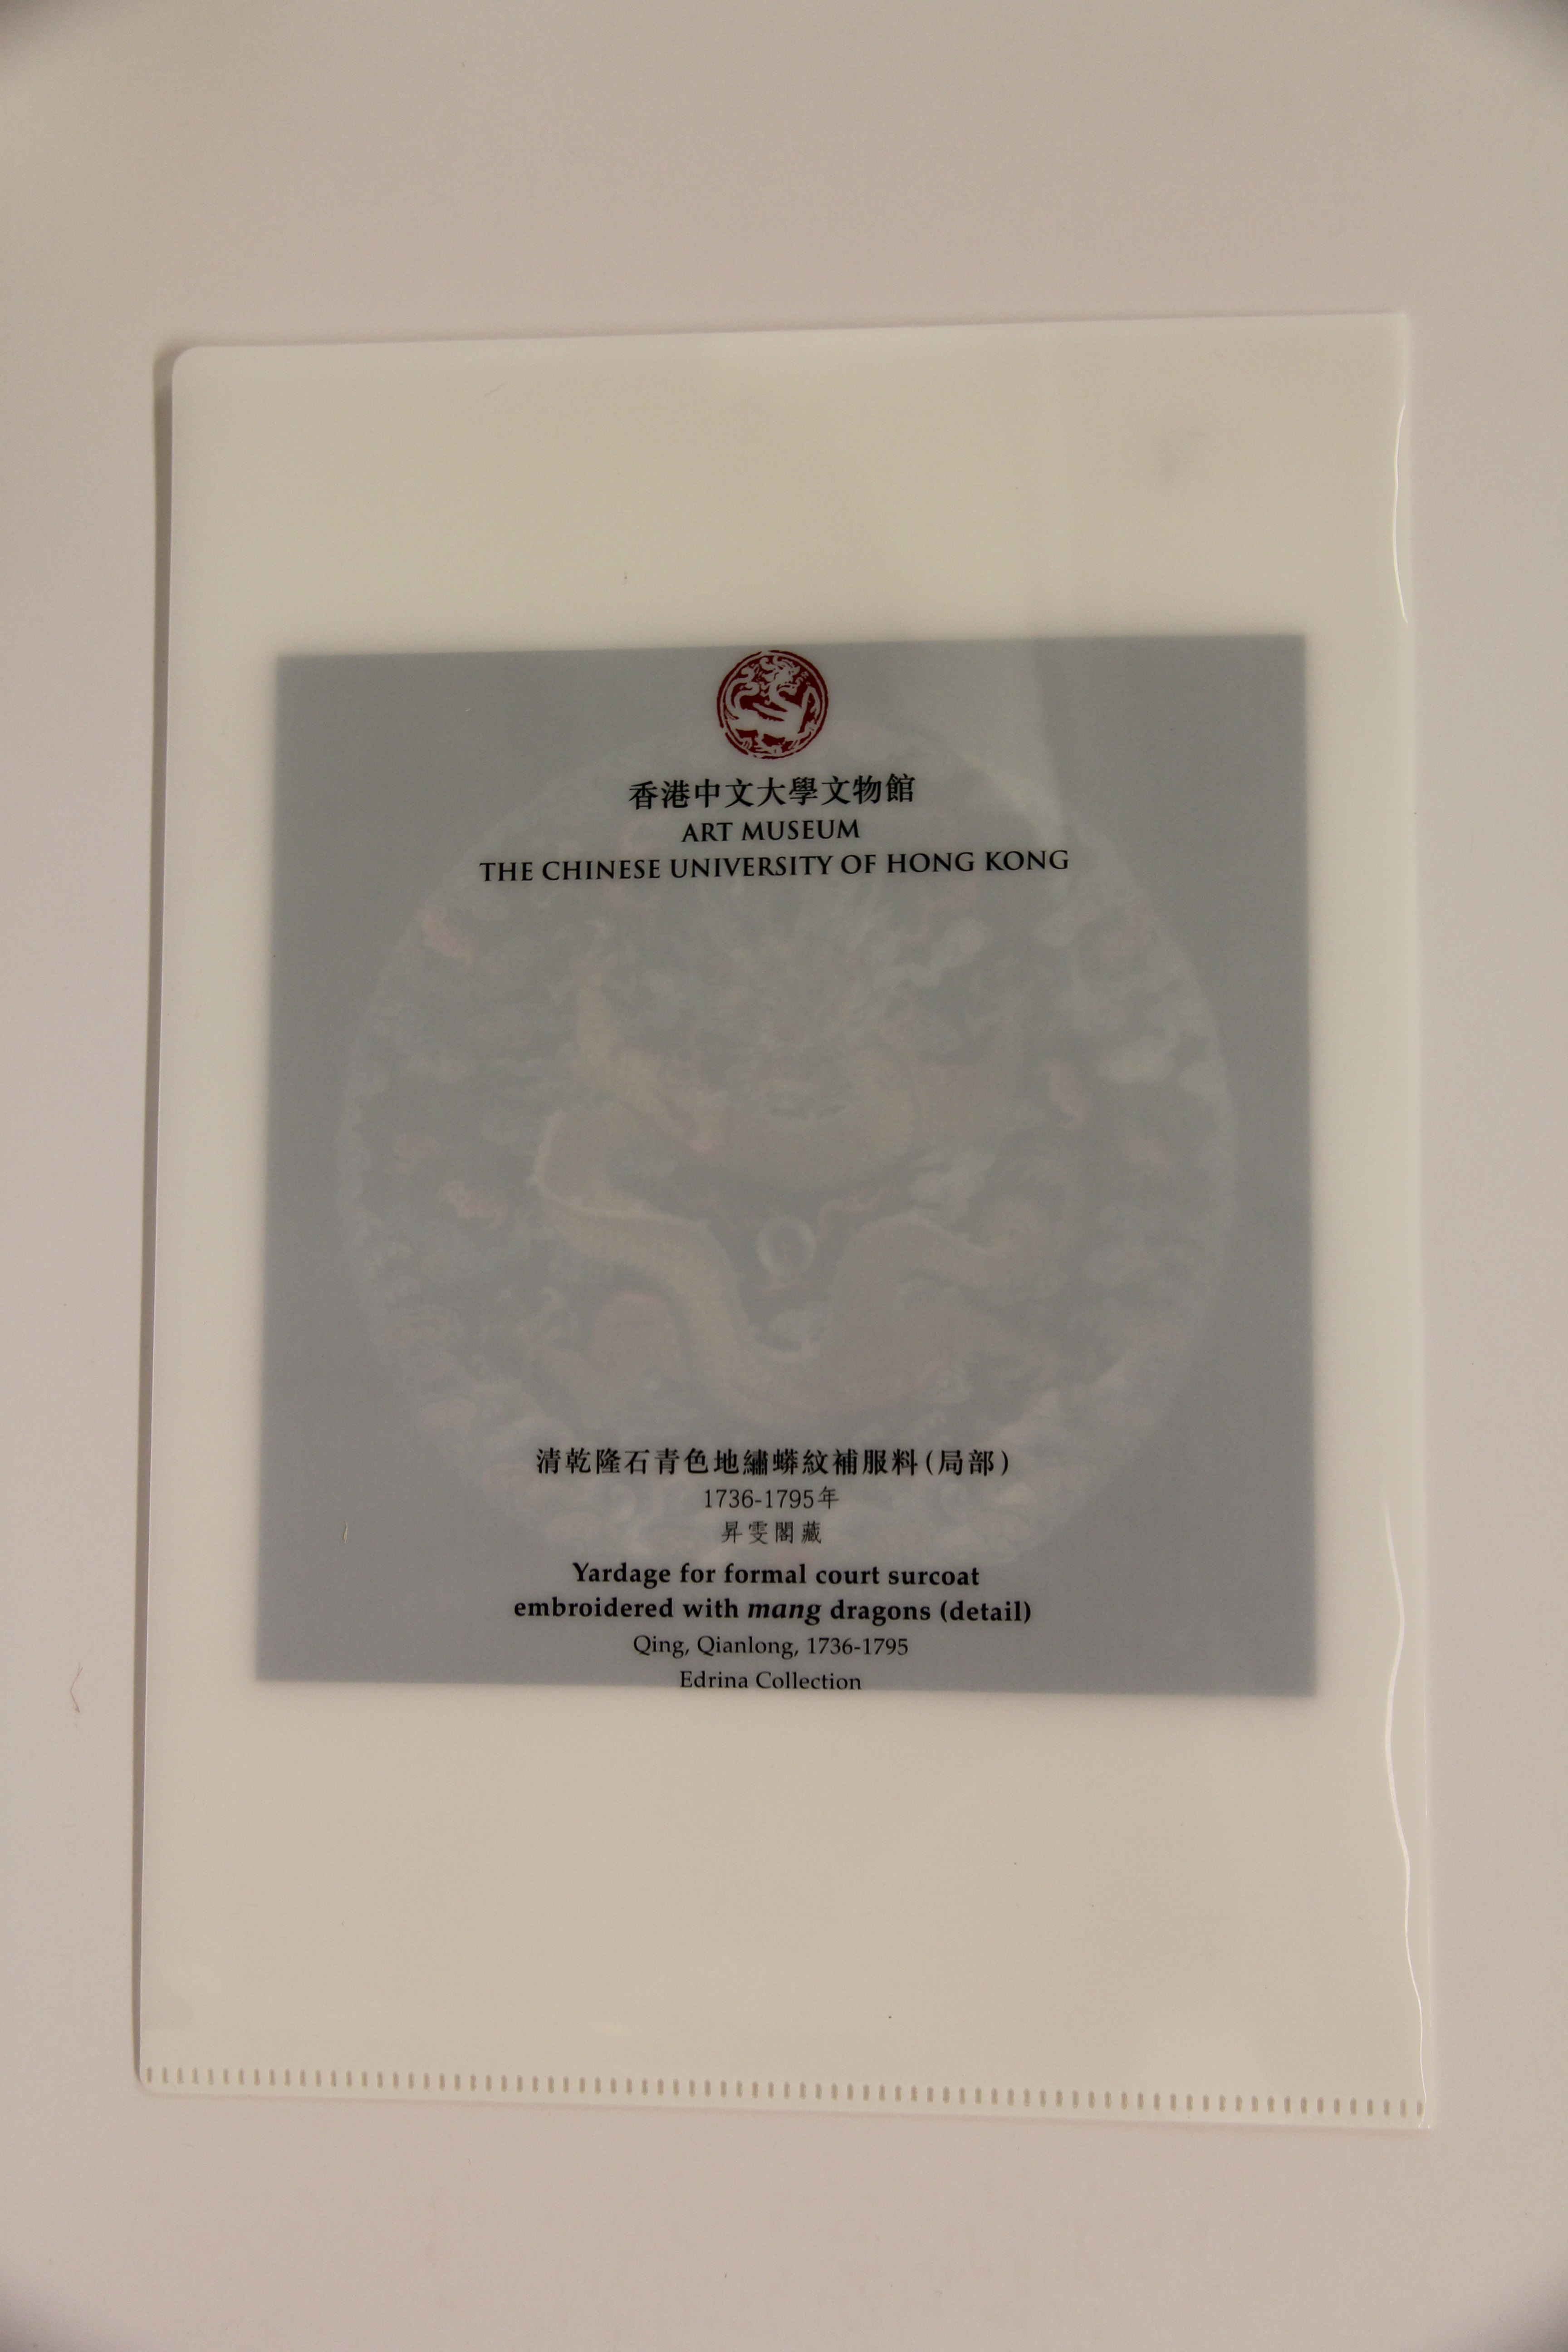 香港中文大學文物館
ART MUSEUM
THE CHINESE UNIVERSITY OF HONG KONG
清乾隆石青色地繡蟒紋補服料(局部)
1736-1795年
昇雯閣藏
Yardage for formal court surcoat
embroidered with mang dragons (detail)
Qing, Qianlong, 1736-1795
Edrina Collection